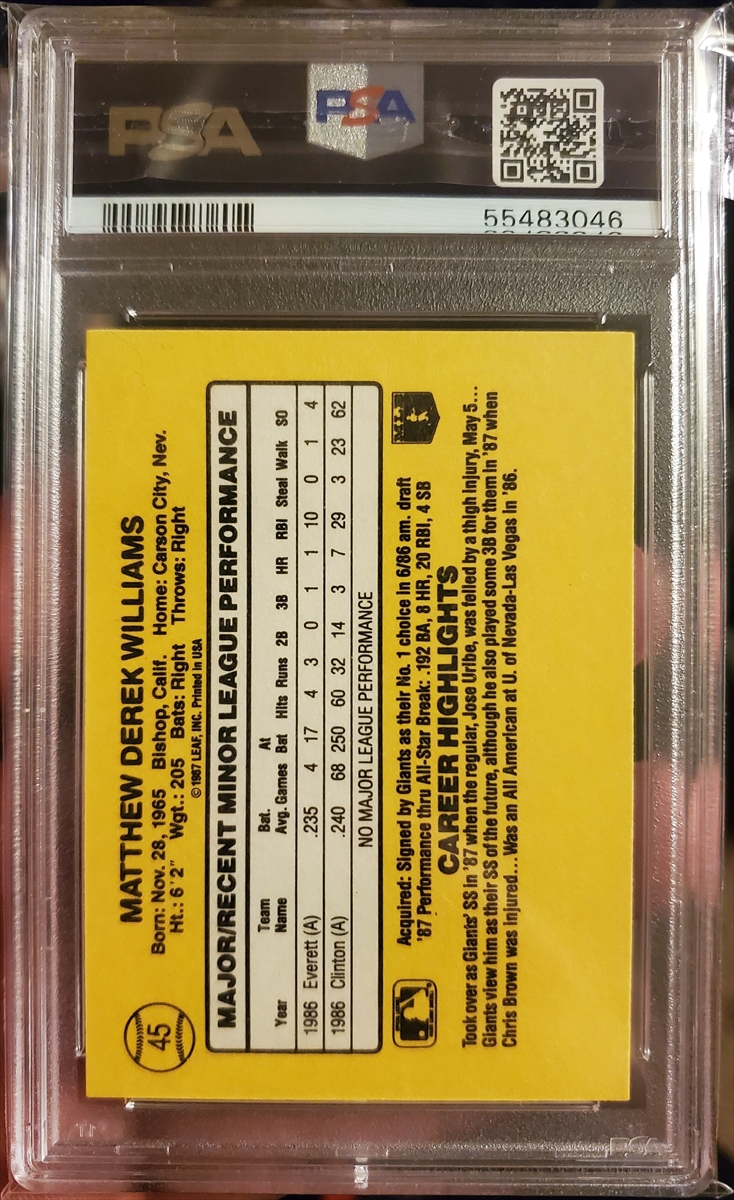 PSA
PSA
55483046
45
MATTHEW DEREK WILLIAMS
Born: Nov. 28, 1965 Bishop, Calif. Home: Carson City, Nev.
Ht.: 6'2" Wgt.: 205 Bats: Right Throws: Right
© 1987 LEAF, INC. Printed in USA
MAJOR/RECENT MINOR LEAGUE PERFORMANCE
Team Bat. At
Year Name Avg. Games Bat Hits Runs 2B 3B HR RBI Steal Walk SO
1986 Everett (A) .235 4 17 4 3 0 1 1 10 0 1 4
1986 Clinton (A) .240 68 250 60 32 14 3 7 29 3 23 62
NO MAJOR LEAGUE PERFORMANCE
Acquired: Signed by Giants as their No. 1 choice in 6/86 am. draft
'87 Performance thru All-Star Break: .192 BA, 8 HR, 20 RBI, 4 SB
MLB
CAREER HIGHLIGHTS
Took over as Giants' SS in '87 when the regular, Jose Uribe, was felled by a thigh injury, May 5...
Giants view him as their SS of the future, although he also played some 3B for them in '87 when
Chris Brown was injured... Was an All American at U. of Nevada-Las Vegas in '86.
PSA